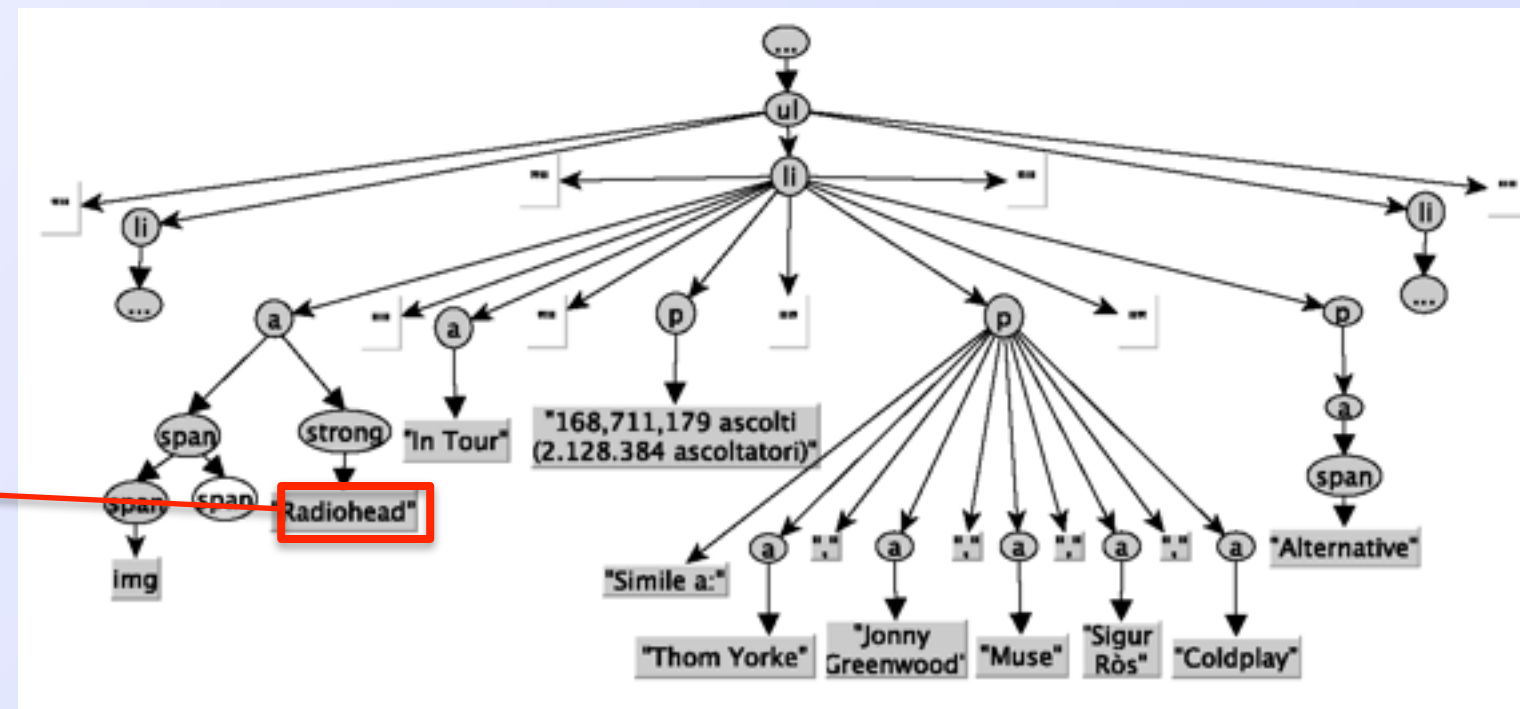 ...
ul
""
""
li
""
""
li
li
...
a
""
a
""
p
""
p
""
p
...
span
strong
"In Tour"
"168,711,179 ascolti
(2.128.384 ascoltatori)"
a
span
span
"Radiohead"
span
img
"Simile a:"
a
","
a
","
a
","
a
","
a
"Alternative"
"Thom Yorke"
"Jonny
Greenwood"
"Muse"
"Sigur
Ròs"
"Coldplay"